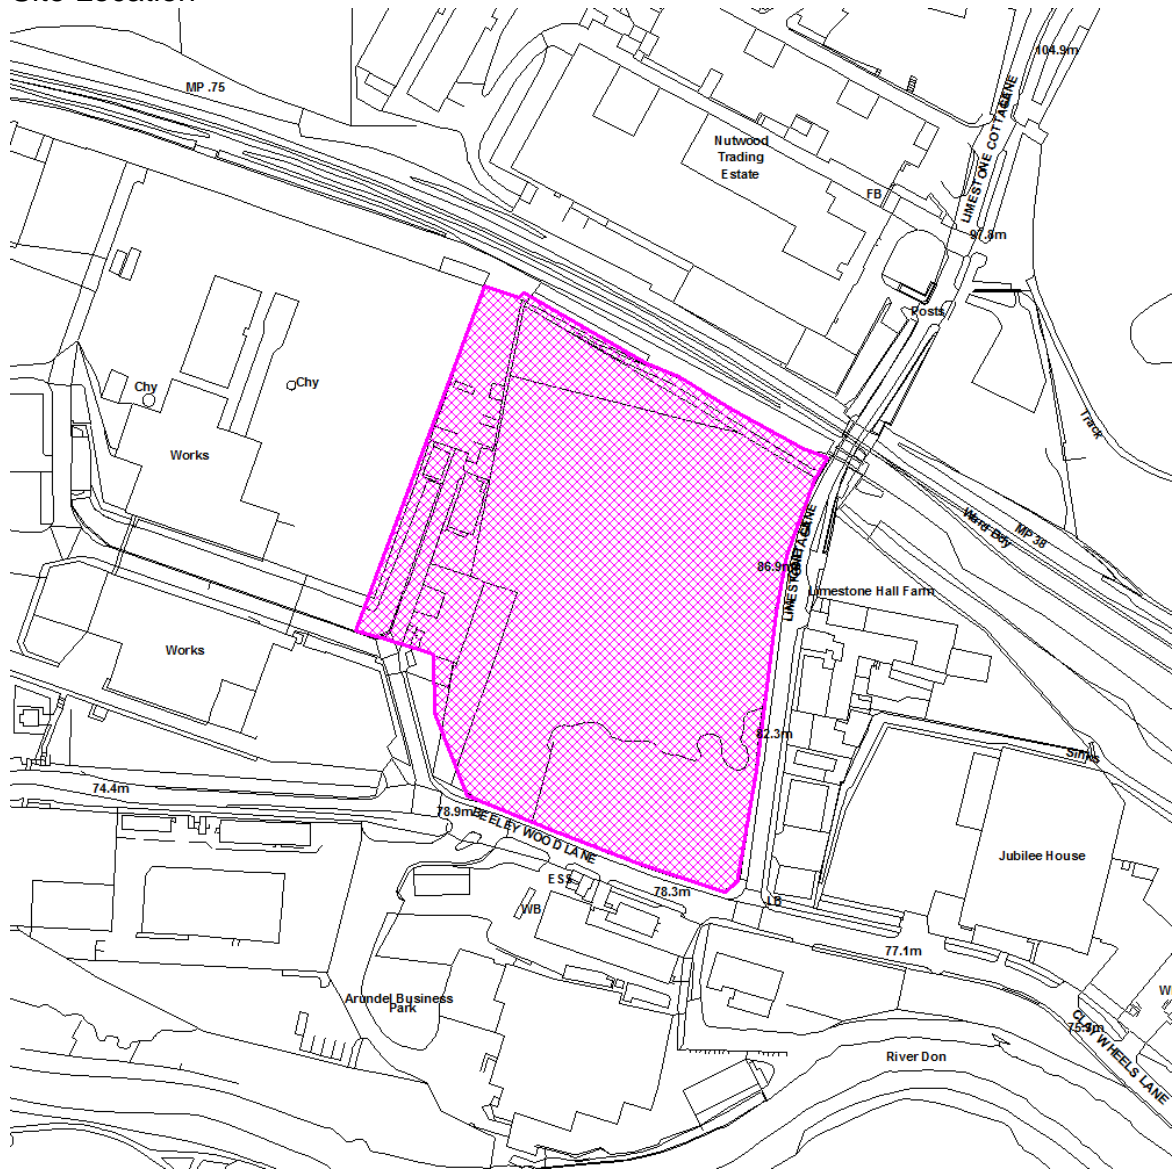 Site Location
104.9m
MP .75
LIMESTONE COTTAGE LANE
Nutwood
Trading
Estate
FB
97.8m
Posts
Chy
Chy
Track
Works
Ward Bdy
MP 38
LIMESTONE COTTAGE LANE
86.9m
Limestone Hall Farm
Works
82.3m
Sinks
74.4m
78.9m
BEELEY WOOD LANE
Jubilee House
ESS
78.3m
WB
LB
77.1m
Arundel Business
Park
CLAY WHEELS LANE
River Don